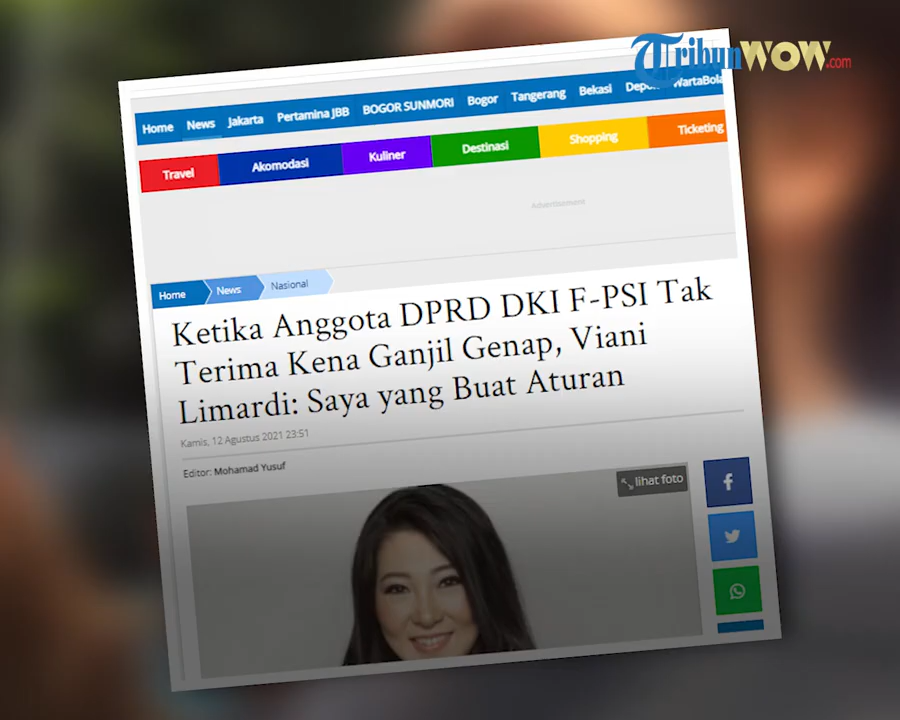 TribunWOW.com
Home News Jakarta Pertamina JBB BOGOR SUNMORI Bogor Tangerang Bekasi Depok WartaBola
Travel Akomodasi Kuliner Destinasi Shopping Ticketing
Advertisement
Home News Nasional
Ketika Anggota DPRD DKI F-PSI Tak
Terima Kena Ganjil Genap, Viani
Limardi: Saya yang Buat Aturan
Kamis, 12 Agustus 2021 23:51
Editor: Mohamad Yusuf
lihat foto